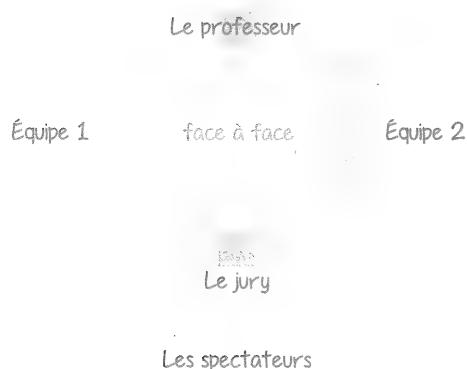 Le professeur
Équipe 1 face à face Équipe 2
Le jury
Les spectateurs